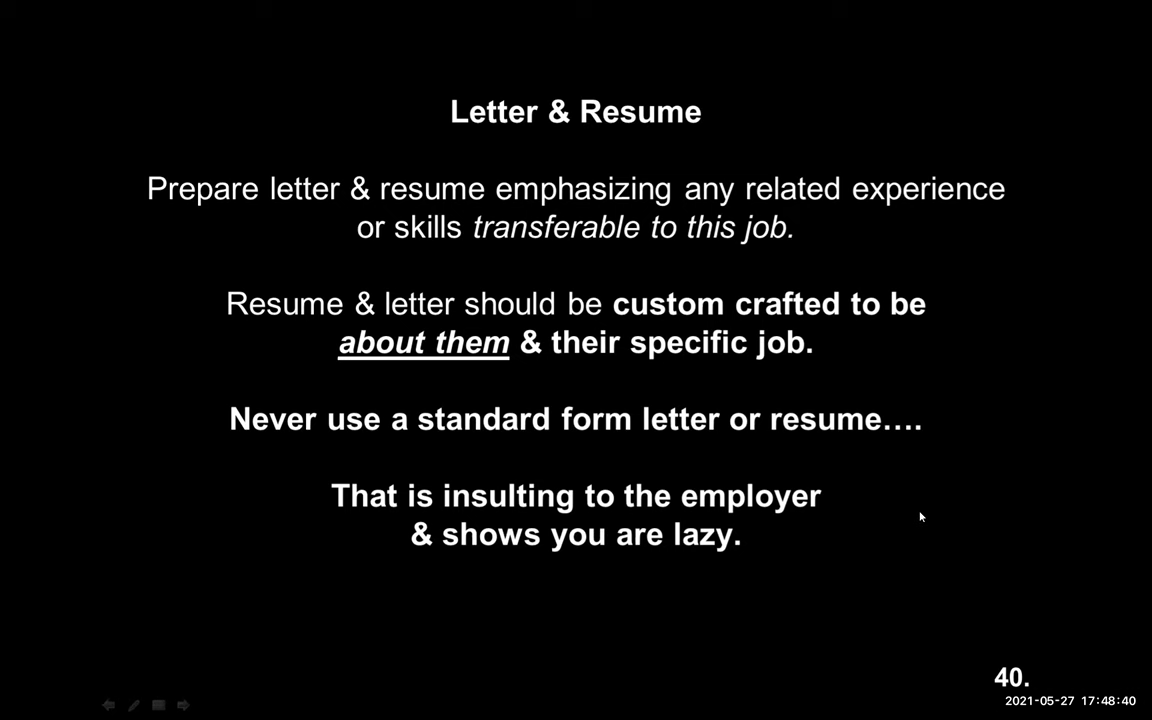 Letter & Resume
Prepare letter & resume emphasizing any related experience
or skills transferable to this job.
Resume & letter should be custom crafted to be
about them & their specific job.
Never use a standard form letter or resume….
That is insulting to the employer
& shows you are lazy.
40.
2021-05-27 17:48:40